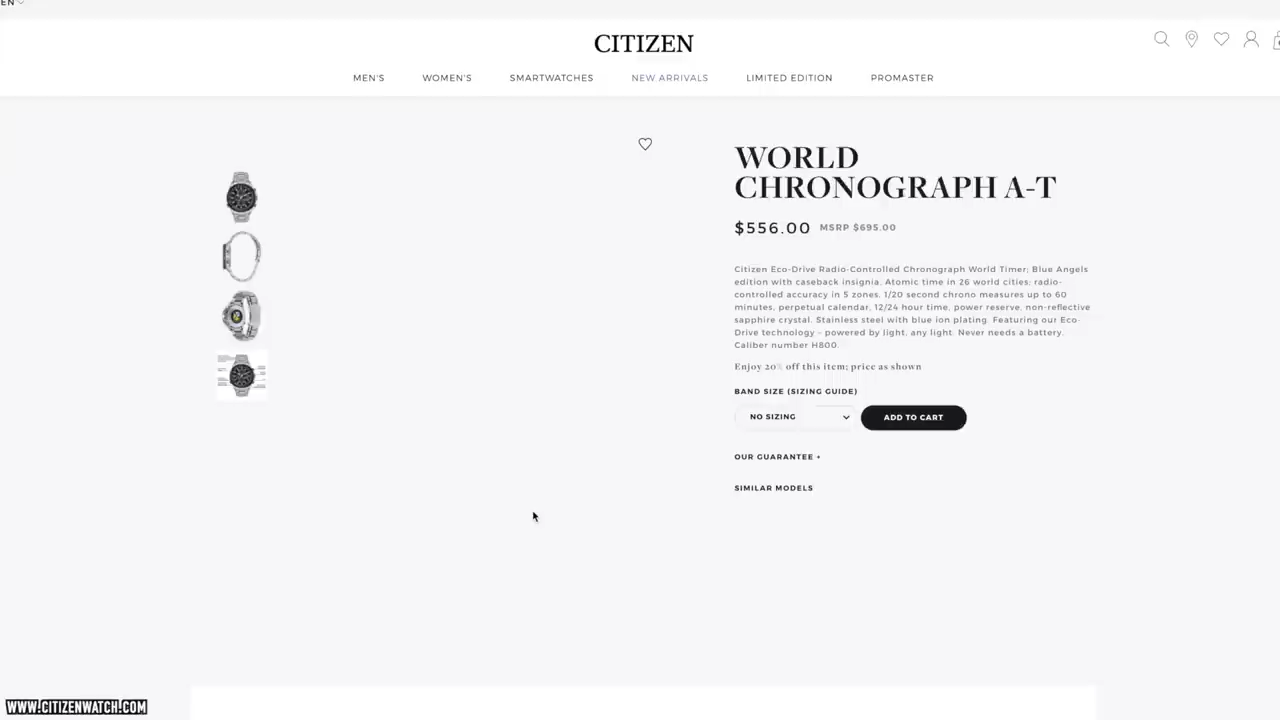 EN
CITIZEN
MEN'S WOMEN'S SMARTWATCHES NEW ARRIVALS LIMITED EDITION PROMASTER
WORLD
CHRONOGRAPH A-T
$556.00 MSRP $695.00
Citizen Eco-Drive Radio-Controlled Chronograph World Timer; Blue Angels
edition with caseback insignia. Atomic time in 26 world cities; radio-
controlled accuracy in 5 zones. 1/20 second chrono measures up to 60
minutes, perpetual calendar, 12/24 hour time, power reserve, non-reflective
sapphire crystal. Stainless steel with blue ion plating. Featuring our Eco-
Drive technology – powered by light, any light. Never needs a battery.
Caliber number H800.
Enjoy 20% off this item; price as shown
BAND SIZE (SIZING GUIDE)
NO SIZING ADD TO CART
OUR GUARANTEE +
SIMILAR MODELS
WWW.CITIZENWATCH.COM